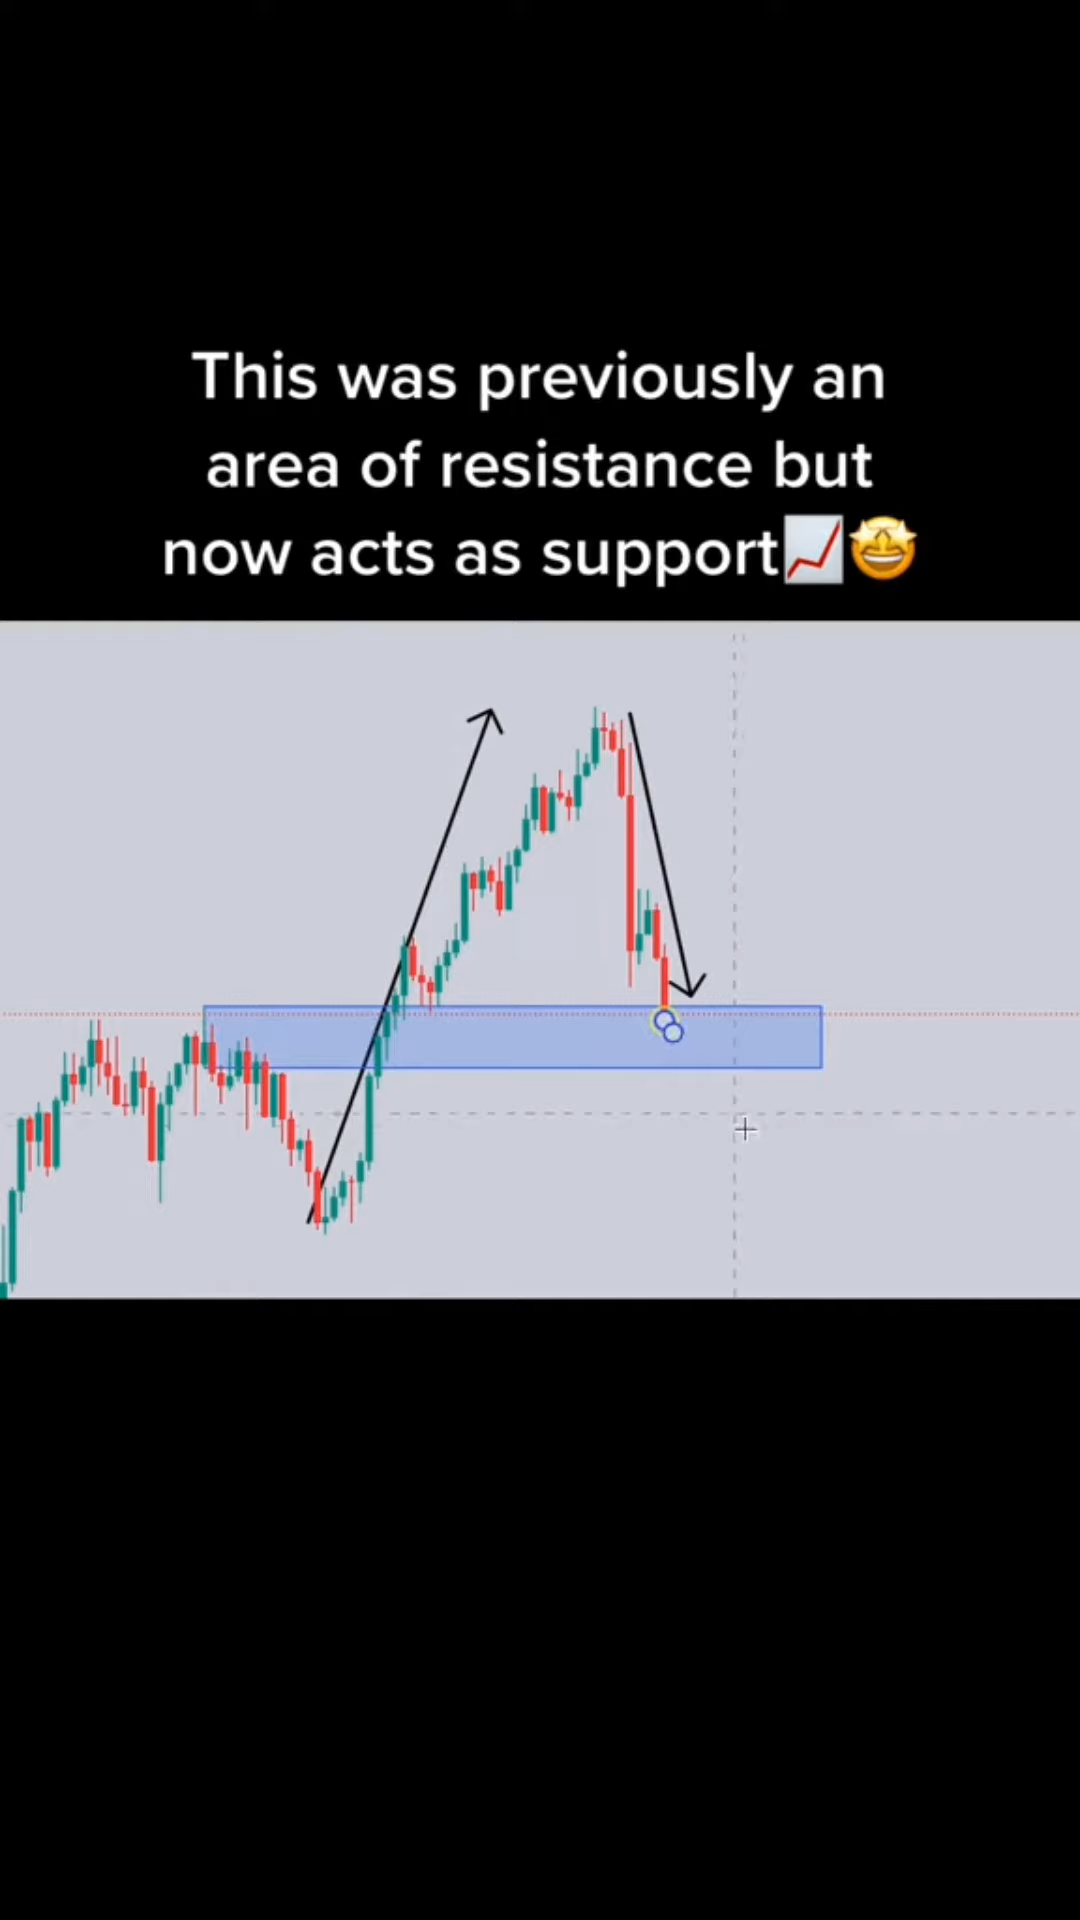 This was previously an
area of resistance but
now acts as support📈🤩